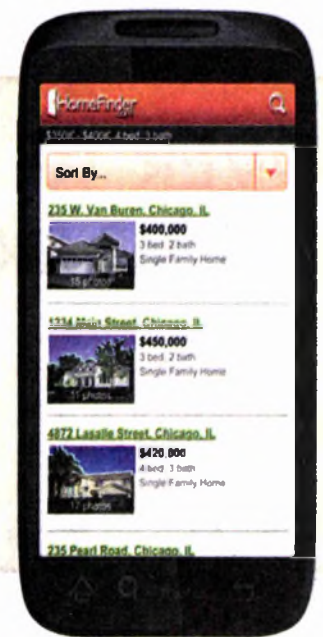 HomeFinder
$350K - $400K, 4 bed, 3 bath
Sort By...
235 W. Van Buren, Chicago, IL
$400,000
3 bed 2 bath
Single Family Home
15 photos
1234 Main Street, Chicago, IL
$450,000
3 bed 2 bath
Single Family Home
11 photos
4872 Lasalle Street, Chicago, IL
$420,000
4 bed 3 bath
Single Family Home
12 photos
235 Pearl Road, Chicago, IL